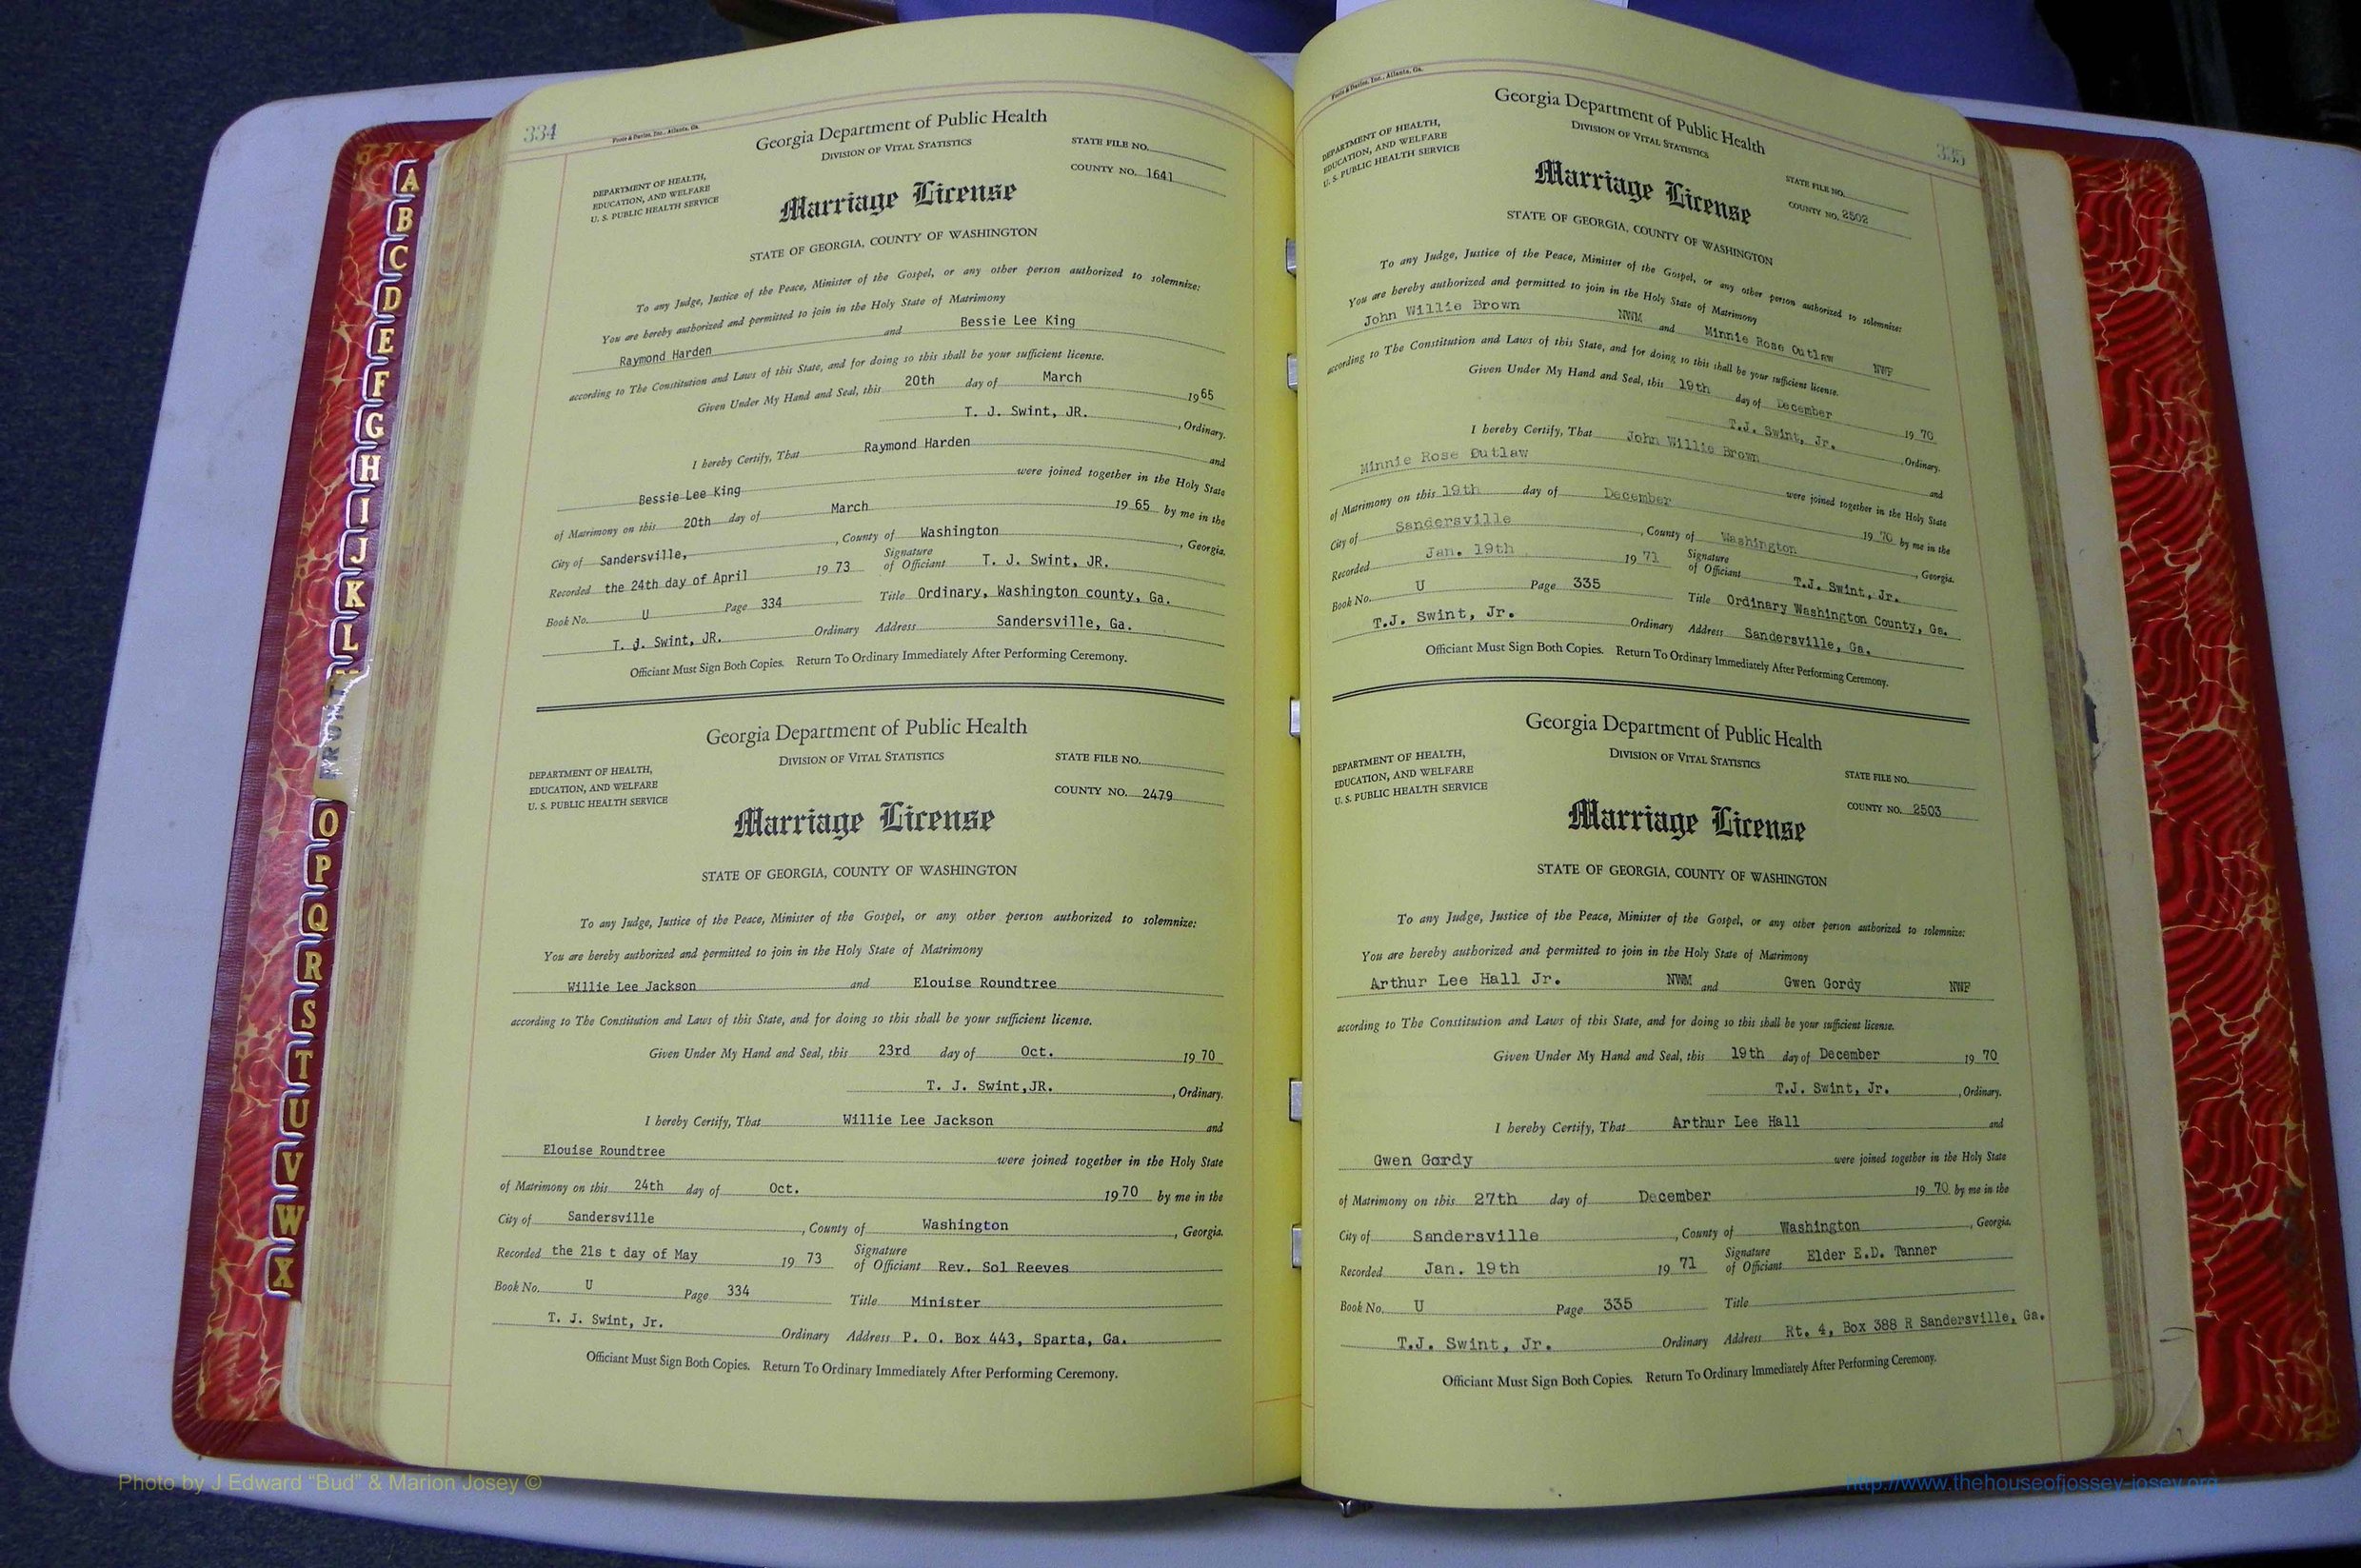 A
B
C
D
E
F
G
H
I
J
K
L
O
P
Q
R
S
T
U
V
W
X
334
Foote & Davies, Inc., Atlanta, Ga.
Georgia Department of Public Health
DIVISION OF VITAL STATISTICS
STATE FILE NO.
COUNTY NO. 1641
DEPARTMENT OF HEALTH,
EDUCATION, AND WELFARE
U. S. PUBLIC HEALTH SERVICE
Marriage License
STATE OF GEORGIA, COUNTY OF WASHINGTON
To any Judge, Justice of the Peace, Minister of the Gospel, or any other person authorized to solemnize:
You are hereby authorized and permitted to join in the Holy State of Matrimony
Raymond Harden and Bessie Lee King
according to The Constitution and Laws of this State, and for doing so this shall be your sufficient license.
Given Under My Hand and Seal, this 20th day of March 1965
T. J. Swint, JR. , Ordinary.
I hereby Certify, That Raymond Harden and
Bessie Lee King were joined together in the Holy State
of Matrimony on this 20th day of March 19 65 by me in the
City of Sandersville, , County of Washington , Georgia.
Recorded the 24th day of April 19 73 Signature of Officiant T. J. Swint, JR.
Book No. U Page 334 Title Ordinary, Washington county, Ga.
T. J. Swint, JR. Ordinary Address Sandersville, Ga.
Officiant Must Sign Both Copies. Return To Ordinary Immediately After Performing Ceremony.
Georgia Department of Public Health
DIVISION OF VITAL STATISTICS
STATE FILE NO.
DEPARTMENT OF HEALTH,
EDUCATION, AND WELFARE
U. S. PUBLIC HEALTH SERVICE
COUNTY NO. 2479
Marriage License
STATE OF GEORGIA, COUNTY OF WASHINGTON
To any Judge, Justice of the Peace, Minister of the Gospel, or any other person authorized to solemnize:
You are hereby authorized and permitted to join in the Holy State of Matrimony
Willie Lee Jackson and Elouise Roundtree
according to The Constitution and Laws of this State, and for doing so this shall be your sufficient license.
Given Under My Hand and Seal, this 23rd day of Oct. 19 70
T. J. Swint,JR. , Ordinary.
I hereby Certify, That Willie Lee Jackson and
Elouise Roundtree were joined together in the Holy State
of Matrimony on this 24th day of Oct. 1970 by me in the
City of Sandersville , County of Washington , Georgia.
Recorded the 21s t day of May 19 73 Signature of Officiant Rev. Sol Reeves
Book No. U Page 334 Title Minister
T. J. Swint, Jr. Ordinary Address P. O. Box 443, Sparta, Ga.
Officiant Must Sign Both Copies. Return To Ordinary Immediately After Performing Ceremony.
335
Foote & Davies, Inc., Atlanta, Ga.
Georgia Department of Public Health
DIVISION OF VITAL STATISTICS
DEPARTMENT OF HEALTH,
EDUCATION, AND WELFARE
U. S. PUBLIC HEALTH SERVICE
STATE FILE NO.
COUNTY NO. 2502
Marriage License
STATE OF GEORGIA, COUNTY OF WASHINGTON
To any Judge, Justice of the Peace, Minister of the Gospel, or any other person authorized to solemnize:
You are hereby authorized and permitted to join in the Holy State of Matrimony
John Willie Brown NWM and Minnie Rose Outlaw NWF
according to The Constitution and Laws of this State, and for doing so this shall be your sufficient license.
Given Under My Hand and Seal, this 19th day of December 19 70
T.J. Swint, Jr. , Ordinary.
I hereby Certify, That John Willie Brown and
Minnie Rose Outlaw were joined together in the Holy State
of Matrimony on this 19th day of December 19 70 by me in the
City of Sandersville , County of Washington , Georgia.
Recorded Jan. 19th 19 71 Signature of Officiant T.J. Swint, Jr.
Book No. U Page 335 Title Ordinary Washington County, Ga.
T.J. Swint, Jr. Ordinary Address Sandersville, Ga.
Officiant Must Sign Both Copies. Return To Ordinary Immediately After Performing Ceremony.
Georgia Department of Public Health
DIVISION OF VITAL STATISTICS
DEPARTMENT OF HEALTH,
EDUCATION, AND WELFARE
U. S. PUBLIC HEALTH SERVICE
STATE FILE NO.
COUNTY NO. 2503
Marriage License
STATE OF GEORGIA, COUNTY OF WASHINGTON
To any Judge, Justice of the Peace, Minister of the Gospel, or any other person authorized to solemnize:
You are hereby authorized and permitted to join in the Holy State of Matrimony
Arthur Lee Hall Jr. NWM and Gwen Gordy NWF
according to The Constitution and Laws of this State, and for doing so this shall be your sufficient license.
Given Under My Hand and Seal, this 19th day of December 19 70
T.J. Swint, Jr. , Ordinary.
I hereby Certify, That Arthur Lee Hall and
Gwen Gordy were joined together in the Holy State
of Matrimony on this 27th day of December 19 70 by me in the
City of Sandersville , County of Washington , Georgia.
Recorded Jan. 19th 19 71 Signature of Officiant Elder E.D. Tanner
Book No. U Page 335 Title
T.J. Swint, Jr. Ordinary Address Rt. 4, Box 388 R Sandersville, Ga.
Officiant Must Sign Both Copies. Return To Ordinary Immediately After Performing Ceremony.
Photo by J Edward “Bud” & Marion Josey ©
http://www.thehouseofjossey-josey.org